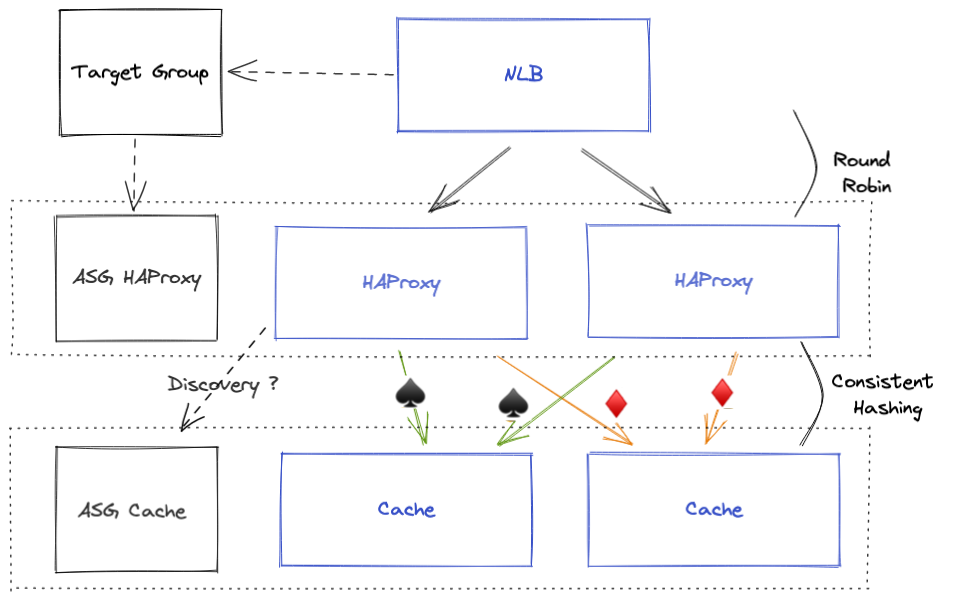 Target Group
NLB
Round
Robin
ASG HAProxy
HAProxy
HAProxy
Discovery ?
Consistent
Hashing
ASG Cache
Cache
Cache